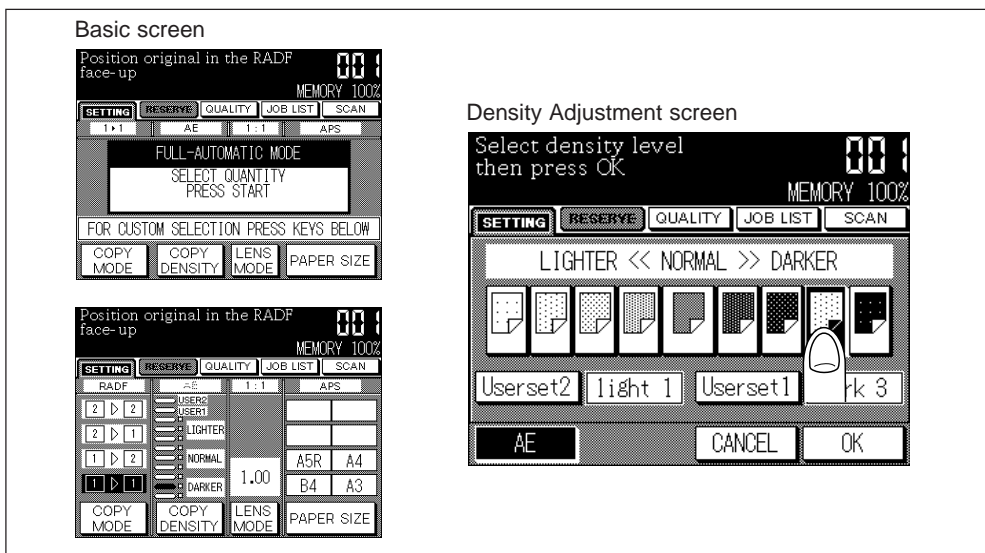 Basic screen
Position original in the RADF
face-up
001
MEMORY 100%
SETTING RESERVE QUALITY JOB LIST SCAN
1▸1 AE 1:1 APS
FULL-AUTOMATIC MODE
SELECT QUANTITY
PRESS START
FOR CUSTOM SELECTION PRESS KEYS BELOW
COPY MODE COPY DENSITY LENS MODE PAPER SIZE
Position original in the RADF
face-up
001
MEMORY 100%
SETTING RESERVE QUALITY JOB LIST SCAN
RADF AE 1:1 APS
USER2
2 ▷ 2 USER1
2 ▷ 1 LIGHTER
1 ▷ 2 NORMAL 1.00 A5R A4
1 ▷ 1 DARKER B4 A3
COPY MODE COPY DENSITY LENS MODE PAPER SIZE
Density Adjustment screen
Select density level
then press OK
001
MEMORY 100%
SETTING RESERVE QUALITY JOB LIST SCAN
LIGHTER << NORMAL >> DARKER
Userset2 light 1 Userset1 rk 3
AE CANCEL OK